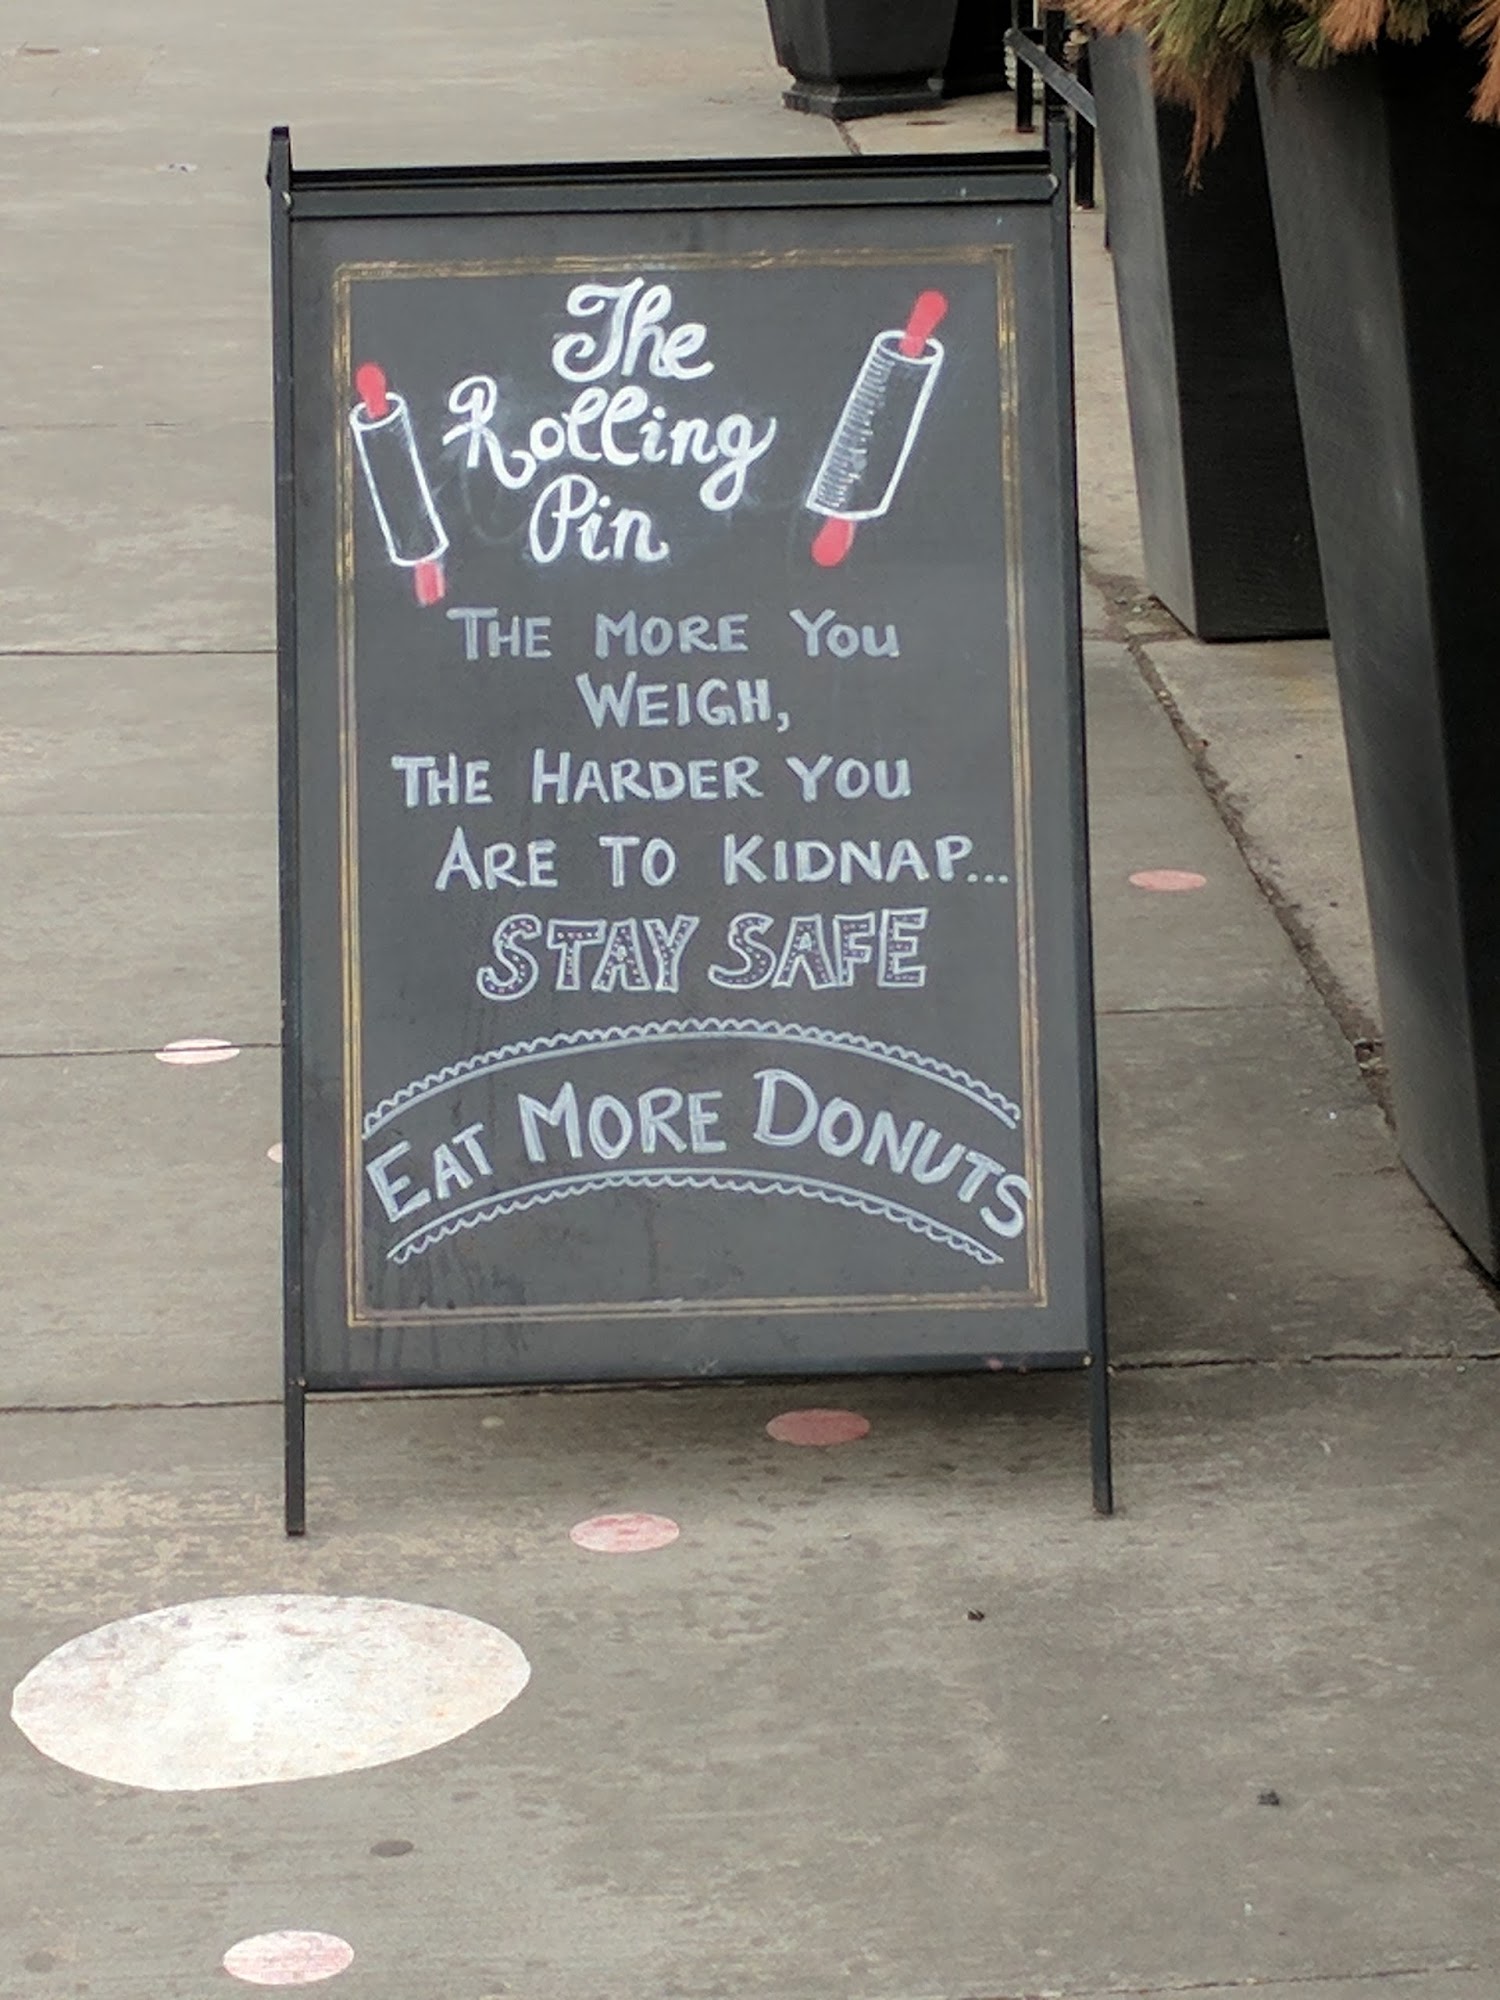 The
Rolling
Pin
THE MORE YOU
WEIGH,
THE HARDER YOU
ARE TO KIDNAP...
STAY SAFE
EAT MORE DONUTS